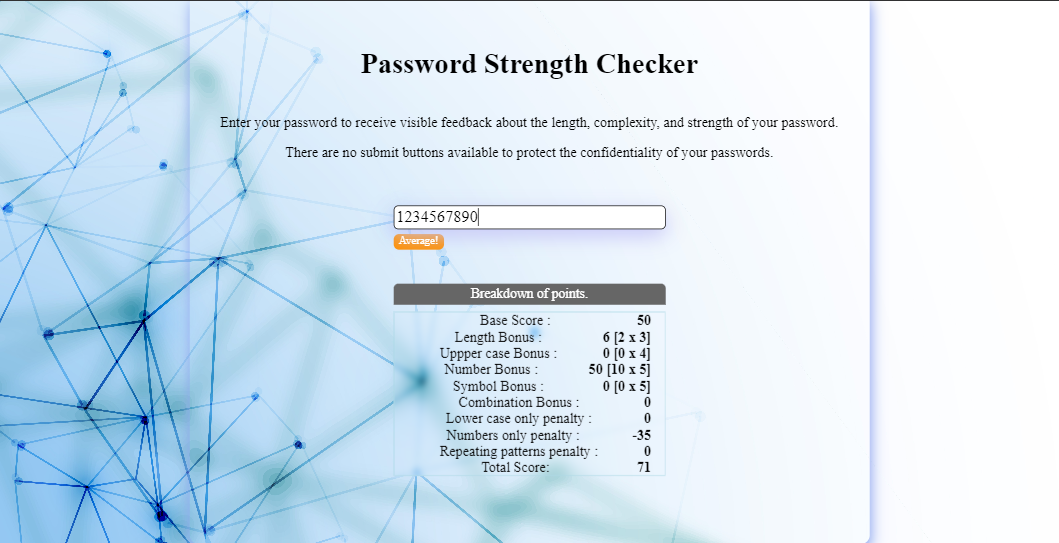 Password Strength Checker
Enter your password to receive visible feedback about the length, complexity, and strength of your password.
There are no submit buttons available to protect the confidentiality of your passwords.
1234567890
Average!
Breakdown of points.
Base Score : 50
Length Bonus : 6 [2 x 3]
Uppper case Bonus : 0 [0 x 4]
Number Bonus : 50 [10 x 5]
Symbol Bonus : 0 [0 x 5]
Combination Bonus : 0
Lower case only penalty : 0
Numbers only penalty : -35
Repeating patterns penalty : 0
Total Score: 71